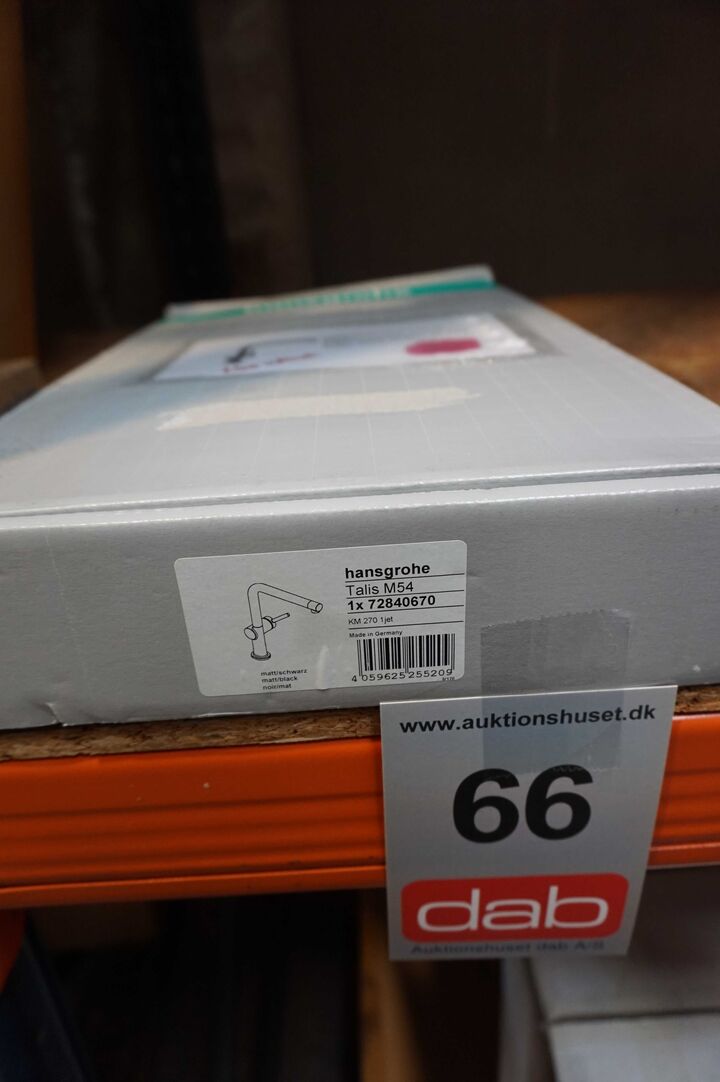 hansgrohe
Talis M54
1x 72840670
KM 270 1jet
Made in Germany
matt/schwarz
matt/black
noir/mat
4 059625 255209
www.auktionshuset.dk
66
dab
Auktionshuset dab A/S